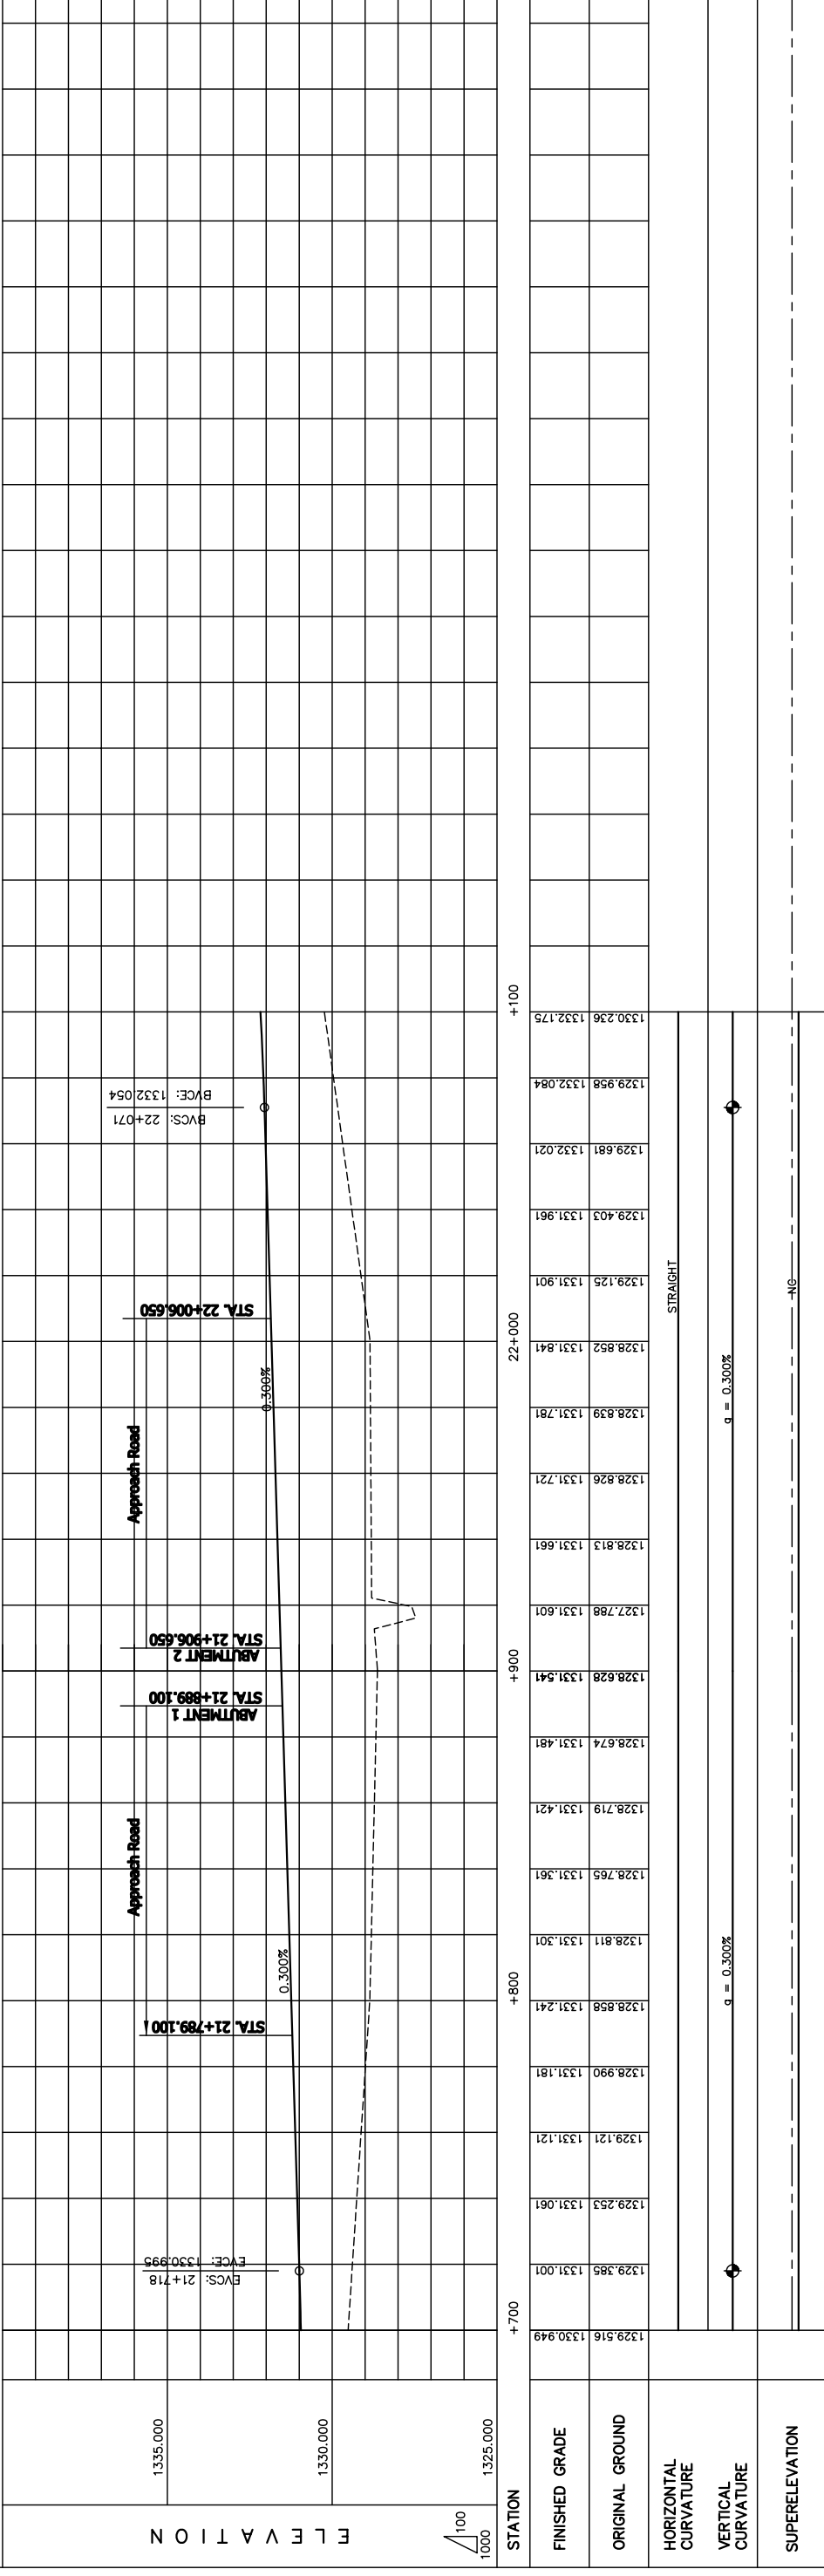 ELEVATION
1335.000
1330.000
1325.000
100
1000
EVCS: 21+718
EVCE: 1330.995
STA. 21+789.100
Approach Road
0.300%
ABUTMENT 1
STA. 21+889.100
ABUTMENT 2
STA. 21+906.650
Approach Road
0.300%
STA. 22+006.650
BVCS: 22+071
BVCE: 1332.054
STATION +700 +800 +900 22+000 +100
FINISHED GRADE 1330.949 1331.001 1331.061 1331.121 1331.181 1331.241 1331.301 1331.361 1331.421 1331.481 1331.541 1331.601 1331.661 1331.721 1331.781 1331.841 1331.901 1331.961 1332.021 1332.084 1332.175
ORIGINAL GROUND 1329.516 1329.385 1329.253 1329.121 1328.990 1328.858 1328.811 1328.765 1328.719 1328.674 1328.628 1327.788 1328.813 1328.826 1328.839 1328.852 1329.125 1329.403 1329.681 1329.958 1330.236
HORIZONTAL
CURVATURE
STRAIGHT
VERTICAL
CURVATURE
g = 0.300% g = 0.300%
SUPERELEVATION
NC